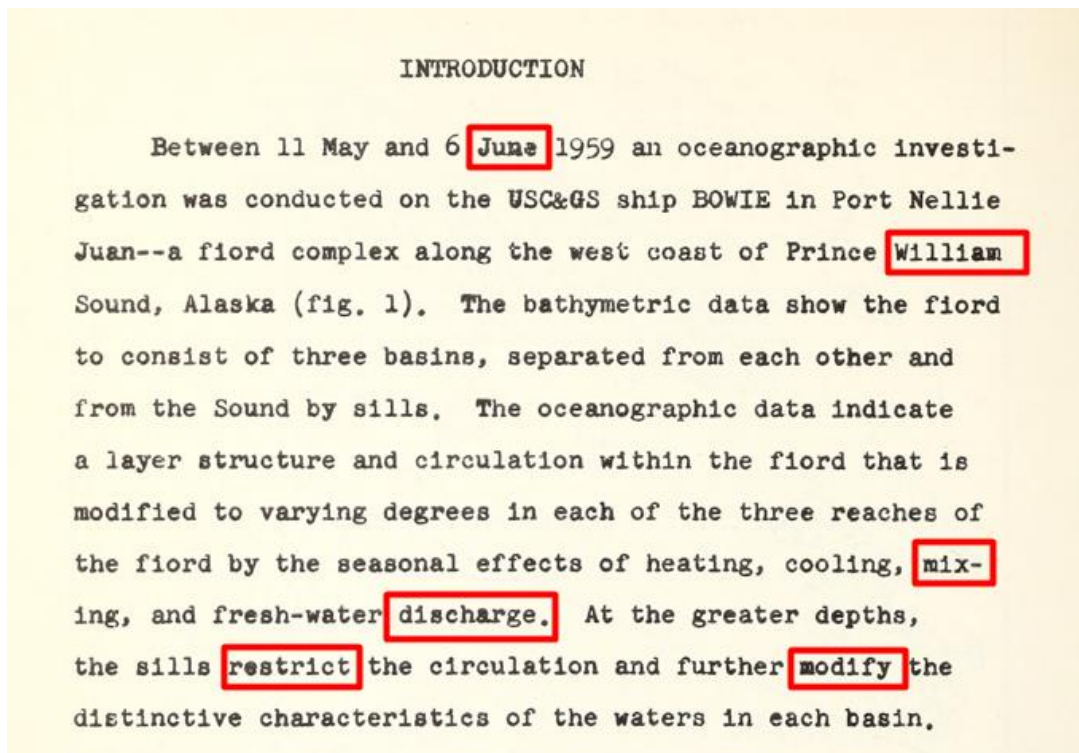 INTRODUCTION
Between 11 May and 6 June 1959 an oceanographic investi-
gation was conducted on the USC&GS ship BOWIE in Port Nellie
Juan--a fiord complex along the west coast of Prince William
Sound, Alaska (fig. 1). The bathymetric data show the fiord
to consist of three basins, separated from each other and
from the Sound by sills. The oceanographic data indicate
a layer structure and circulation within the fiord that is
modified to varying degrees in each of the three reaches of
the fiord by the seasonal effects of heating, cooling, mix-
ing, and fresh-water discharge. At the greater depths,
the sills restrict the circulation and further modify the
distinctive characteristics of the waters in each basin.